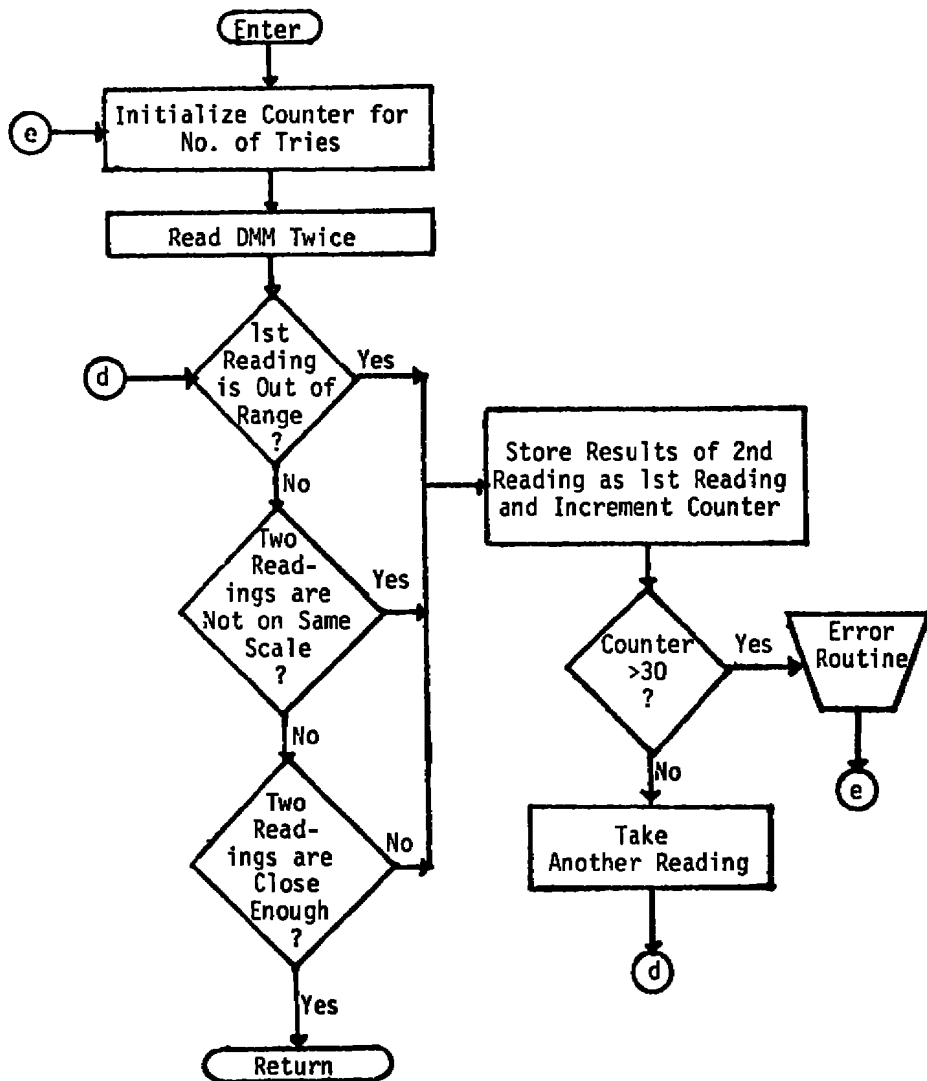 Enter
e
Initialize Counter for
No. of Tries
Read DMM Twice
d
1st
Reading
is Out of
Range
?
Yes
No
Two
Read-
ings are
Not on Same
Scale
?
Yes
No
Two
Read-
ings are
Close
Enough
?
No
Yes
Return
Store Results of 2nd
Reading as 1st Reading
and Increment Counter
Counter
>30
?
Yes
Error
Routine
e
No
Take
Another Reading
d